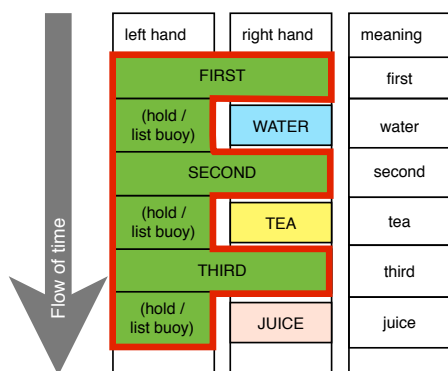 left hand right hand meaning
FIRST first
(hold /
list buoy) WATER water
SECOND second
(hold /
list buoy) TEA tea
THIRD third
(hold /
list buoy) JUICE juice
Flow of time